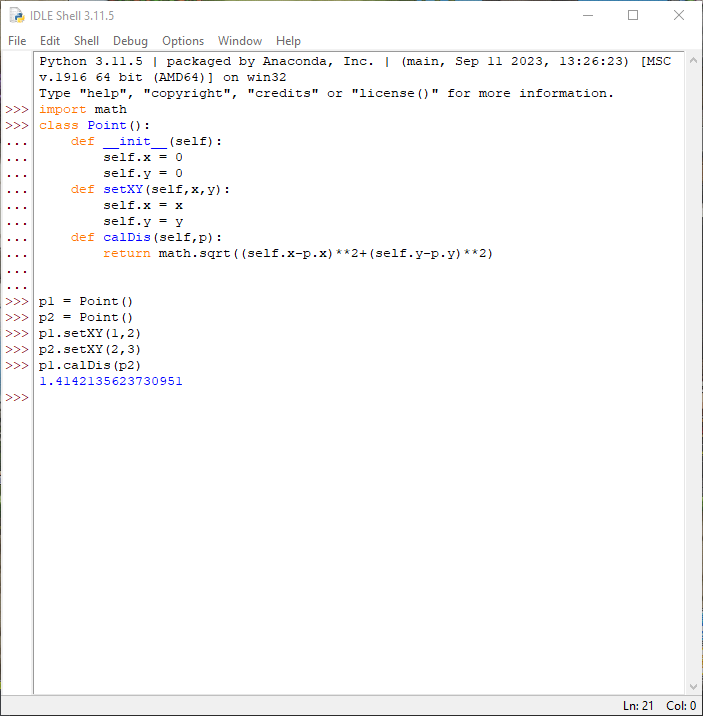 IDLE Shell 3.11.5
File Edit Shell Debug Options Window Help
Python 3.11.5 | packaged by Anaconda, Inc. | (main, Sep 11 2023, 13:26:23) [MSC
v.1916 64 bit (AMD64)] on win32
Type "help", "copyright", "credits" or "license()" for more information.
>>> import math
>>> class Point():
...     def __init__(self):
...         self.x = 0
...         self.y = 0
...     def setXY(self,x,y):
...         self.x = x
...         self.y = y
...     def calDis(self,p):
...         return math.sqrt((self.x-p.x)**2+(self.y-p.y)**2)
...
...
>>> p1 = Point()
>>> p2 = Point()
>>> p1.setXY(1,2)
>>> p2.setXY(2,3)
>>> p1.calDis(p2)
1.4142135623730951
>>>
Ln: 21 Col: 0